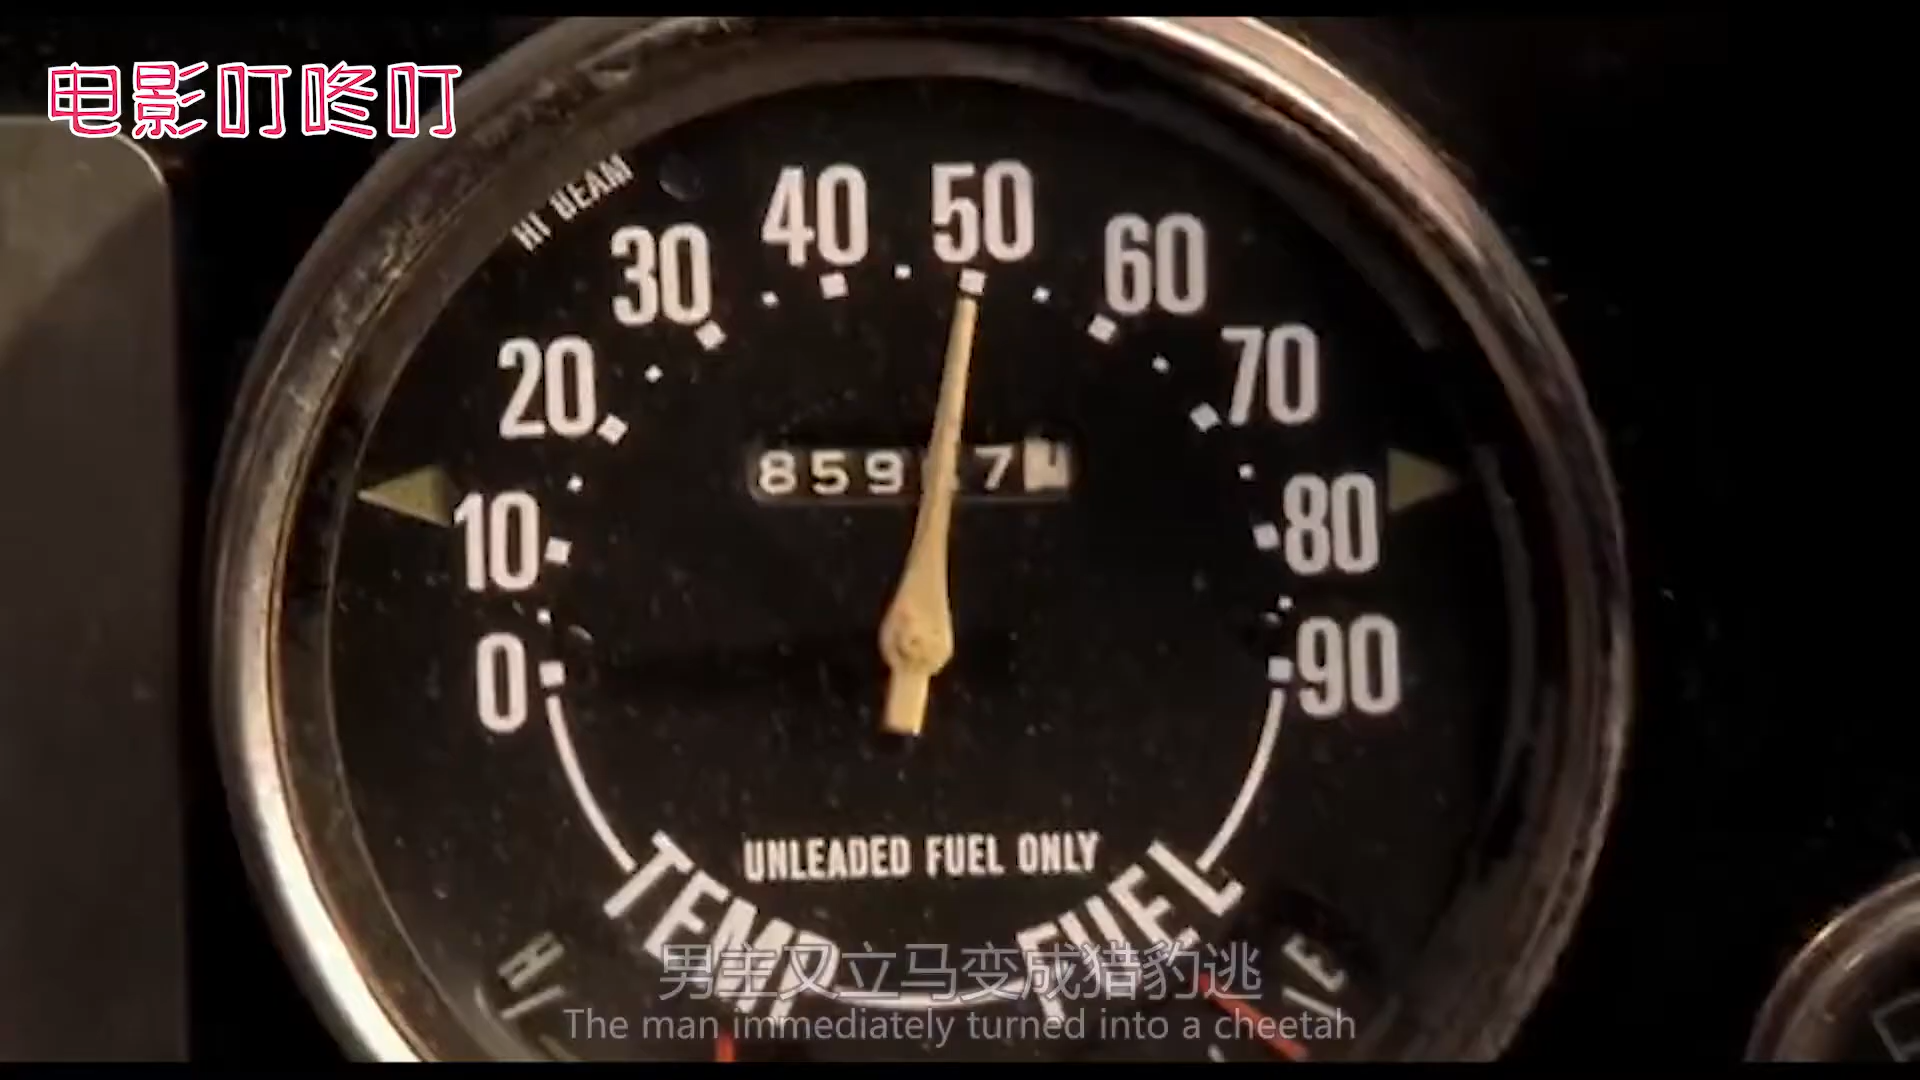 电影叮咚叮
HI BEAM
0
10
20
30
40
50
60
70
80
90
859
7
UNLEADED FUEL ONLY
TEMP
FUEL
H
E
男主又立马变成猎豹逃
The man immediately turned into a cheetah